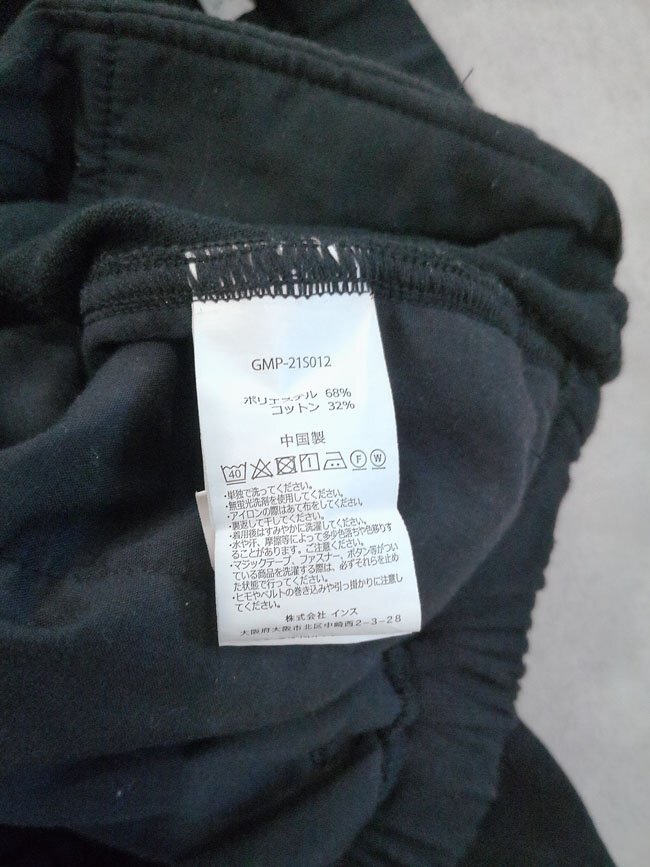 GMP-21S012
ポリエステル 68%
コットン 32%
中国製
40 F W
・単独で洗ってください。
・無蛍光洗剤を使用してください。
・アイロンの際はあて布をしてください。
・裏返して干してください。
・着用後はすみやかに洗濯してください。
・水や汗、摩擦等によって多少色落ちや色移りす
ることがあります。ご注意ください。
・マジックテープ、ファスナー、ボタン等がつい
ている商品を洗濯する際は、必ずそれらを止め
た状態で行ってください。
・ヒモやベルトの巻き込みや引っ掛かりに注意し
てください。
株式会社 インス
大阪府大阪市北区中崎西2-3-28